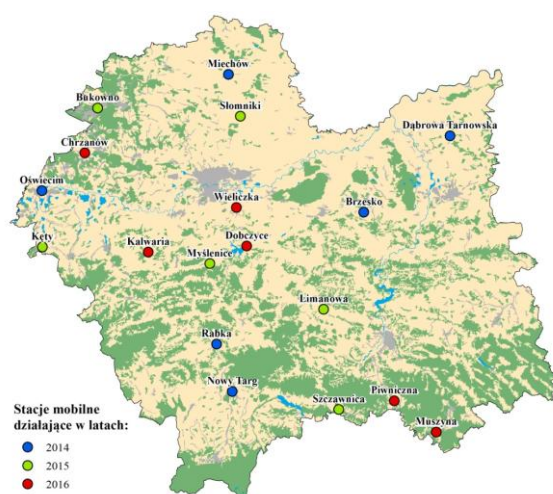 Miechów
Bukowno
Słomniki
Dąbrowa Tarnowska
Chrzanów
Oświęcim
Wieliczka
Brzesko
Kęty
Kalwaria
Dobczyce
Myślenice
Limanowa
Rabka
Nowy Targ
Szczawnica
Piwniczna
Muszyna
Stacje mobilne
działające w latach:
2014
2015
2016